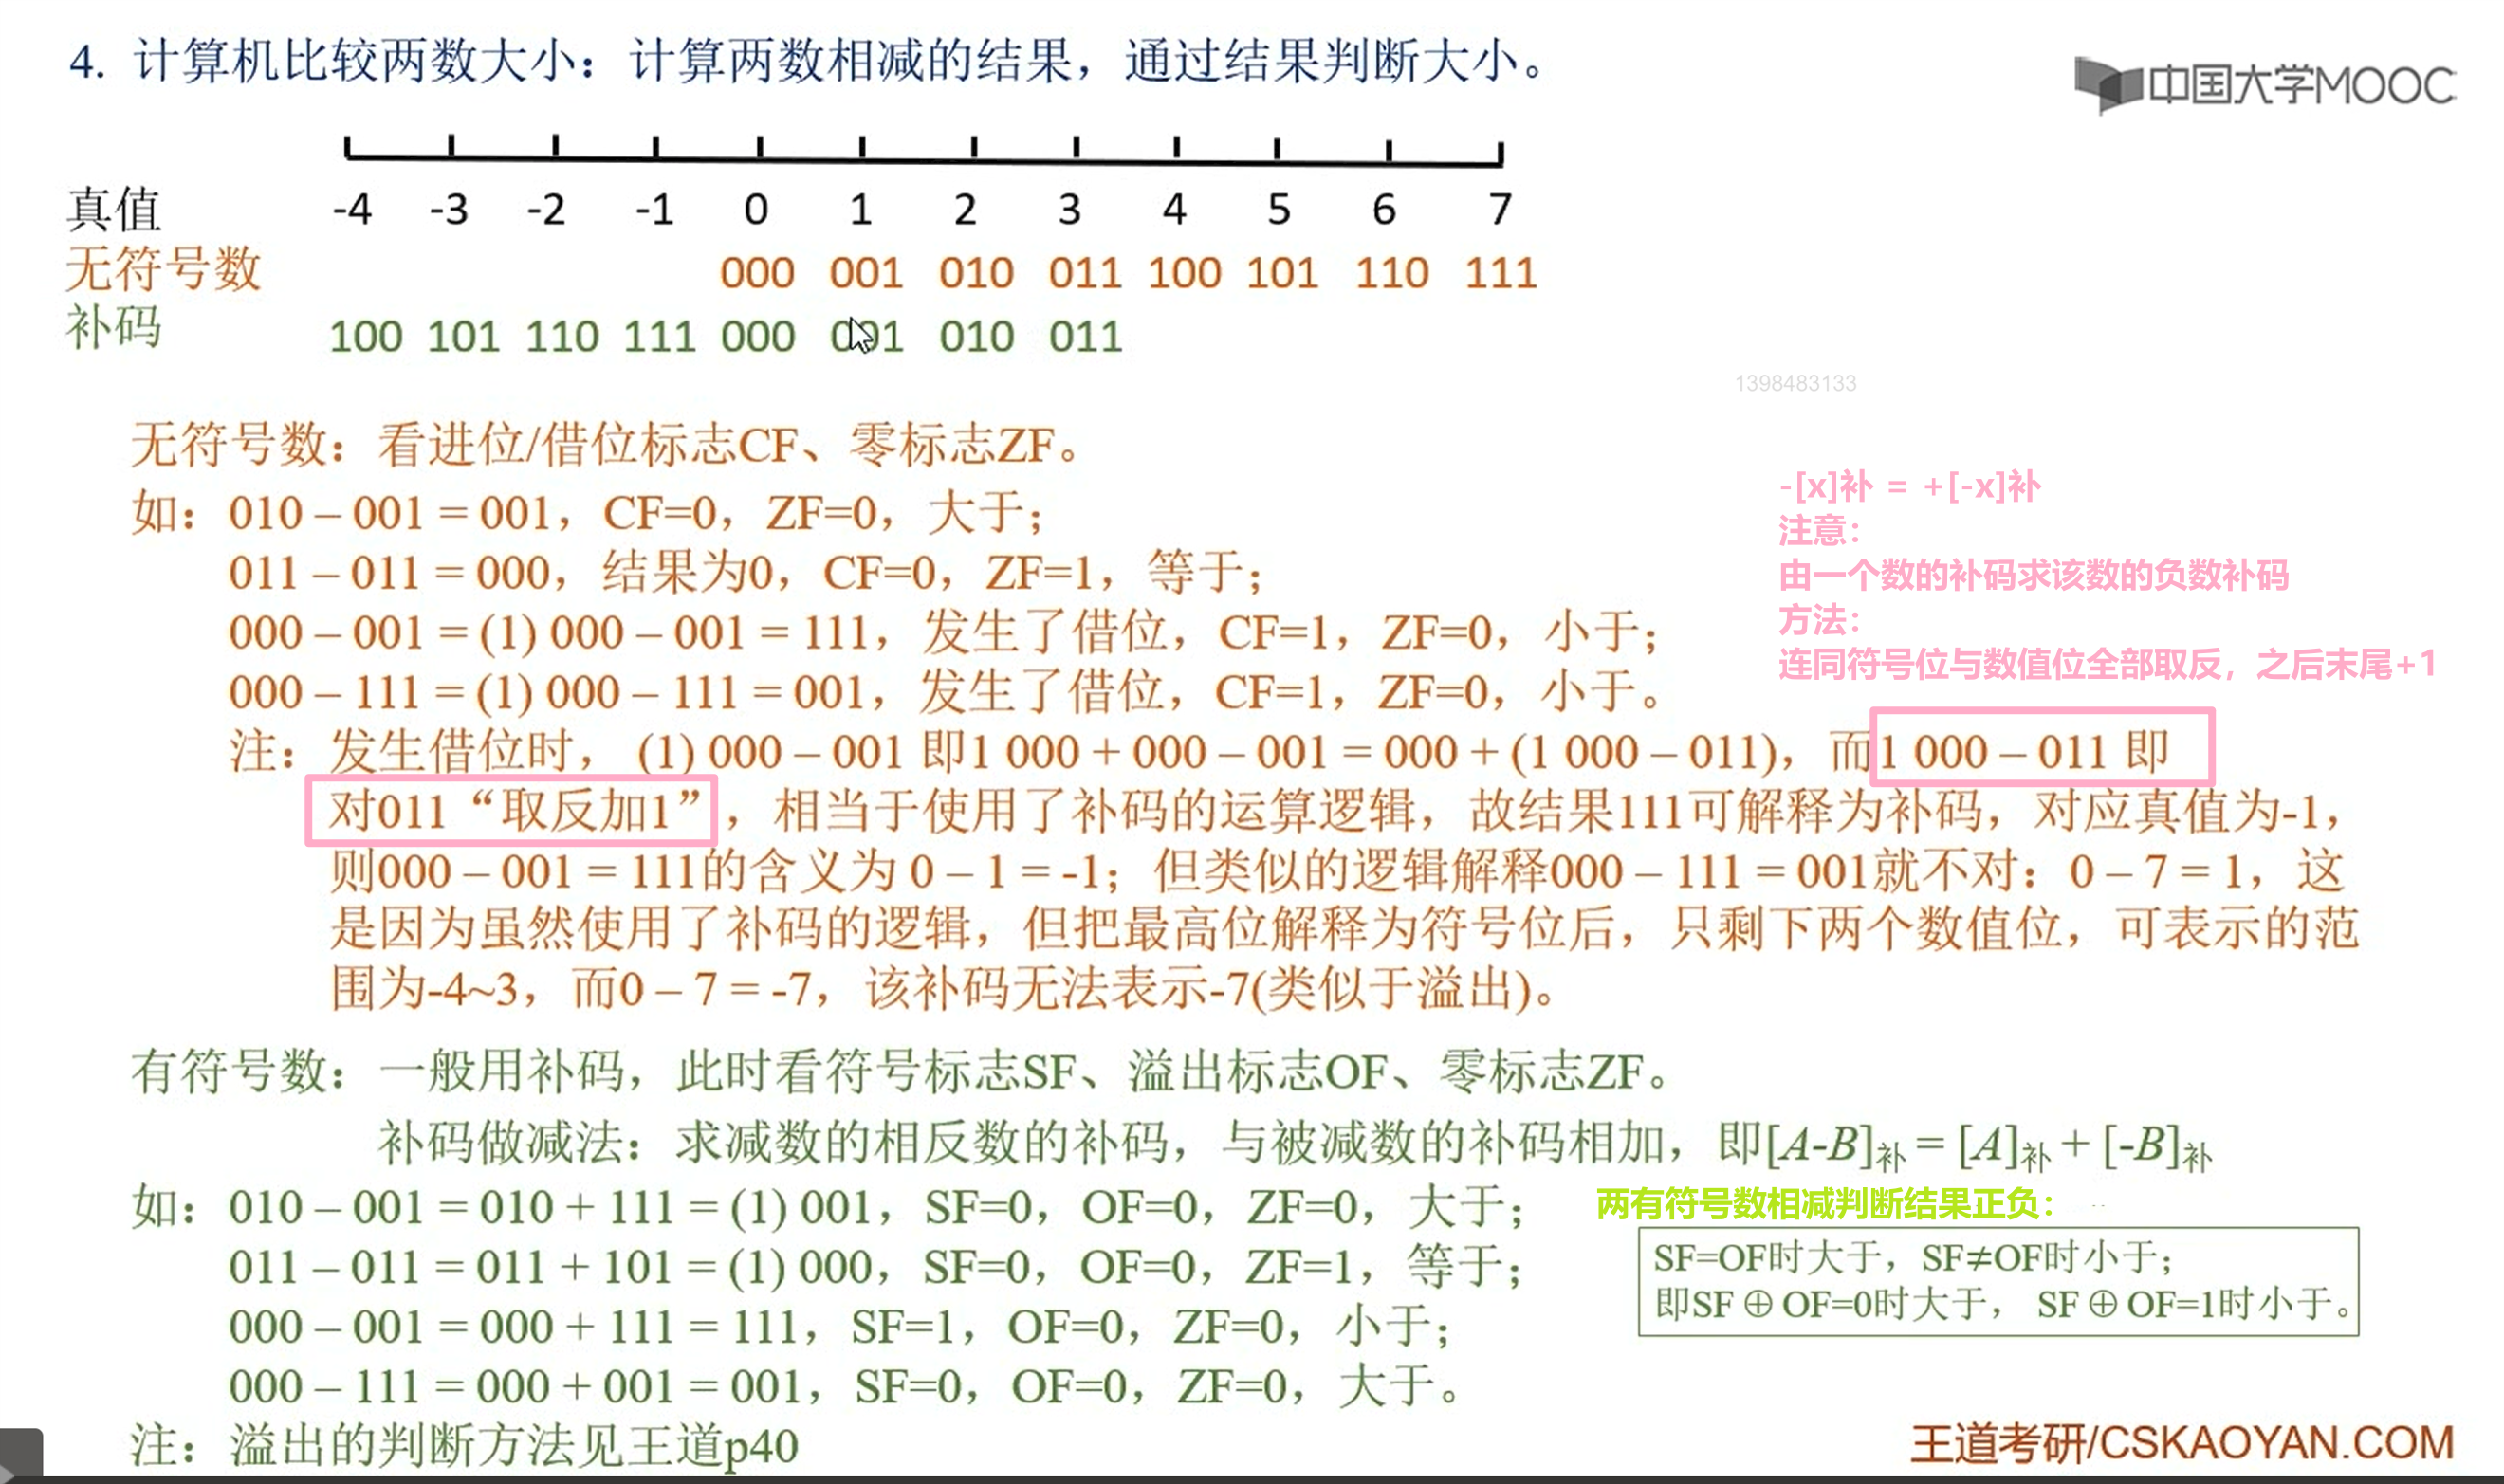 4. 计算机比较两数大小：计算两数相减的结果，通过结果判断大小。
中国大学MOOC
真值 -4 -3 -2 -1 0 1 2 3 4 5 6 7
无符号数 000 001 010 011 100 101 110 111
补码 100 101 110 111 000 001 010 011
1398483133
无符号数：看进位/借位标志CF、零标志ZF。
如：010 – 001 = 001，CF=0，ZF=0，大于；
011 – 011 = 000，结果为0，CF=0，ZF=1，等于；
000 – 001 = (1) 000 – 001 = 111，发生了借位，CF=1，ZF=0，小于；
000 – 111 = (1) 000 – 111 = 001，发生了借位，CF=1，ZF=0，小于。
-[x]补 = +[-x]补
注意：
由一个数的补码求该数的负数补码
方法：
连同符号位与数值位全部取反，之后末尾+1
注：发生借位时，(1) 000 – 001 即1 000 + 000 – 001 = 000 + (1 000 – 011)，而1 000 – 011 即
对011“取反加1”，相当于使用了补码的运算逻辑，故结果111可解释为补码，对应真值为-1，
则000 – 001 = 111的含义为 0 – 1 = -1；但类似的逻辑解释000 – 111 = 001就不对：0 – 7 = 1，这
是因为虽然使用了补码的逻辑，但把最高位解释为符号位后，只剩下两个数值位，可表示的范
围为-4~3，而0 – 7 = -7，该补码无法表示-7(类似于溢出)。
有符号数：一般用补码，此时看符号标志SF、溢出标志OF、零标志ZF。
补码做减法：求减数的相反数的补码，与被减数的补码相加，即[A-B]补 = [A]补 + [-B]补
如：010 – 001 = 010 + 111 = (1) 001，SF=0，OF=0，ZF=0，大于；
011 – 011 = 011 + 101 = (1) 000，SF=0，OF=0，ZF=1，等于；
000 – 001 = 000 + 111 = 111，SF=1，OF=0，ZF=0，小于；
000 – 111 = 000 + 001 = 001，SF=0，OF=0，ZF=0，大于。
两有符号数相减判断结果正负：
SF=OF时大于，SF≠OF时小于；
即SF ⊕ OF=0时大于， SF ⊕ OF=1时小于。
注：溢出的判断方法见王道p40
王道考研/CSKAOYAN.COM